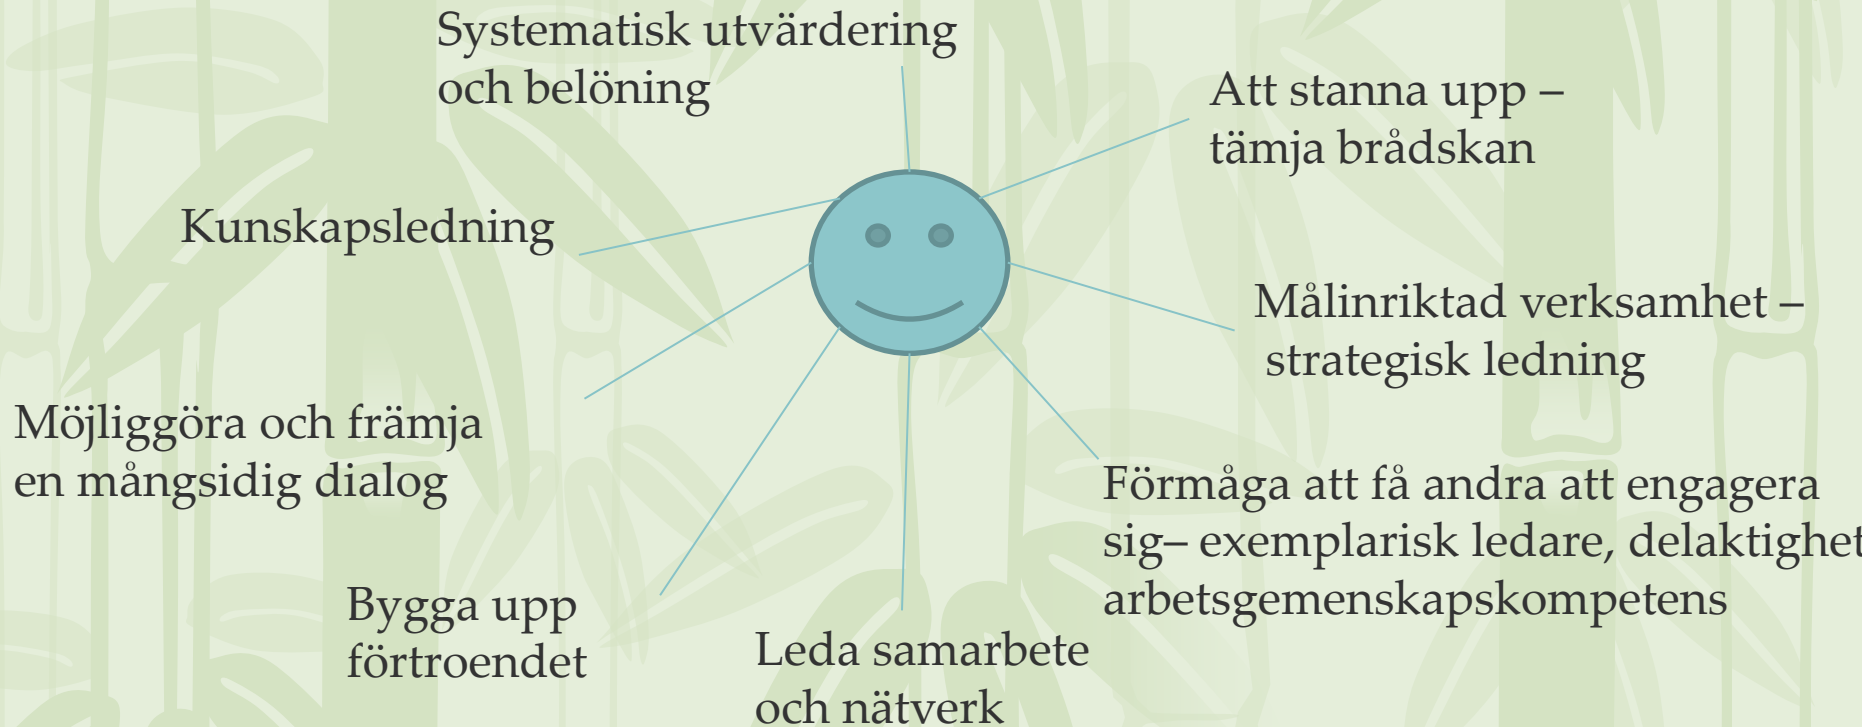 Systematisk utvärdering
och belöning
Att stanna upp –
tämja brådskan
Kunskapsledning
Målinriktad verksamhet –
strategisk ledning
Möjliggöra och främja
en mångsidig dialog
Förmåga att få andra att engagera
sig– exemplarisk ledare, delaktighet
arbetsgemenskapskompetens
Bygga upp
förtroendet
Leda samarbete
och nätverk